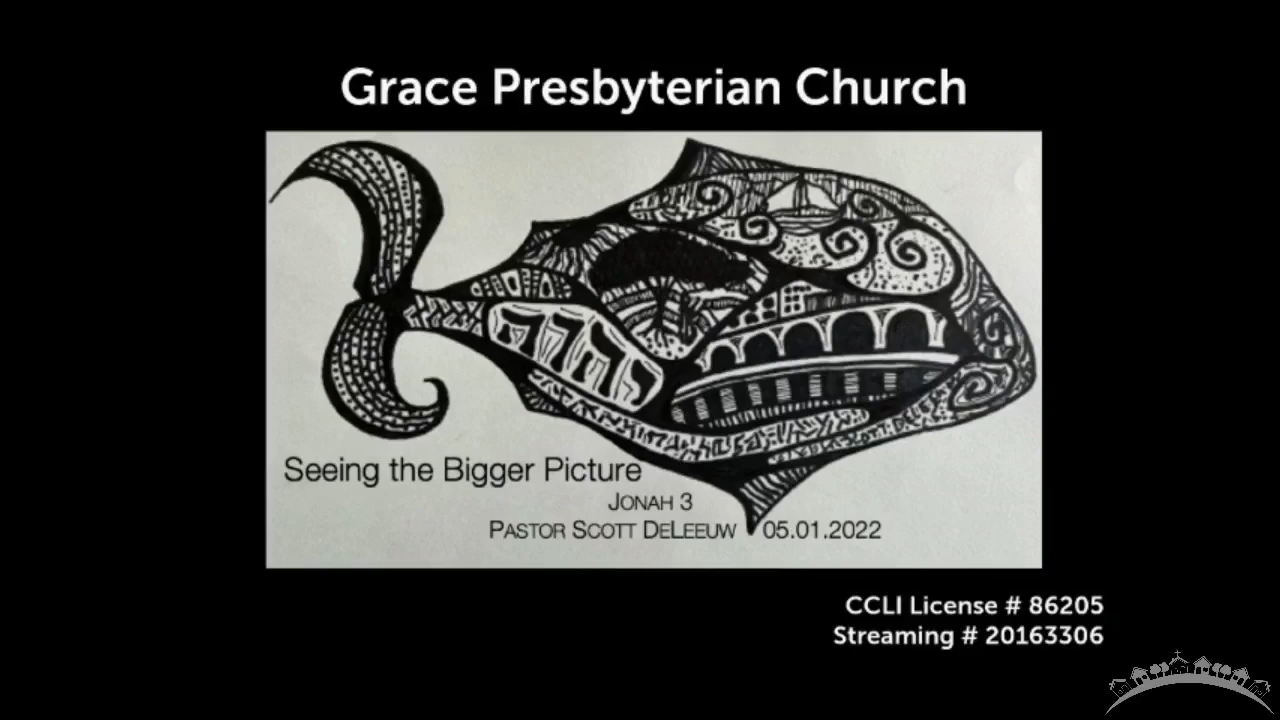 Grace Presbyterian Church
יהוה
Seeing the Bigger Picture
JONAH 3
PASTOR SCOTT DELEEUW 05.01.2022
CCLI License # 86205
Streaming # 20163306